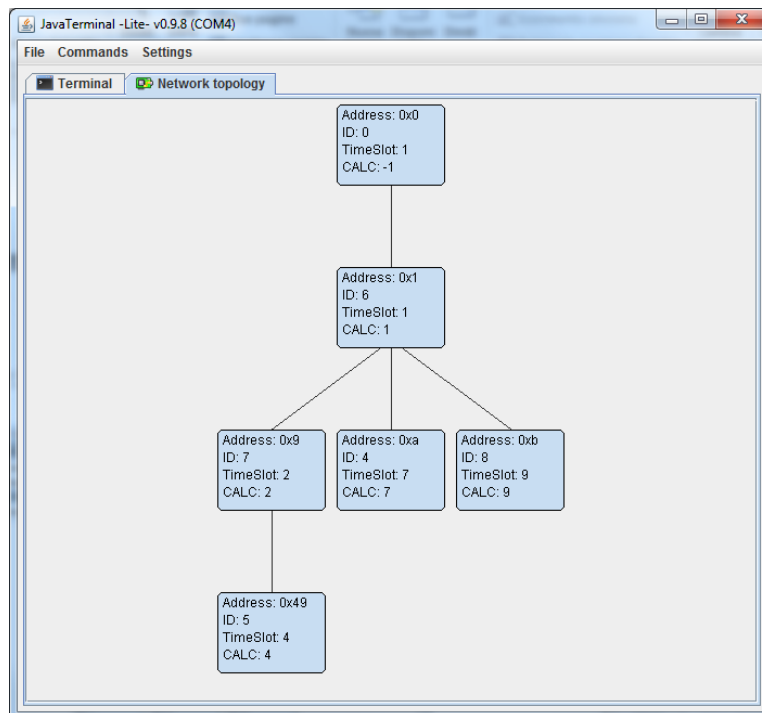 JavaTerminal -Lite- v0.9.8 (COM4)
File Commands Settings
Terminal Network topology
Address: 0x0
ID: 0
TimeSlot: 1
CALC: -1
Address: 0x1
ID: 6
TimeSlot: 1
CALC: 1
Address: 0x9
ID: 7
TimeSlot: 2
CALC: 2
Address: 0xa
ID: 4
TimeSlot: 7
CALC: 7
Address: 0xb
ID: 8
TimeSlot: 9
CALC: 9
Address: 0x49
ID: 5
TimeSlot: 4
CALC: 4